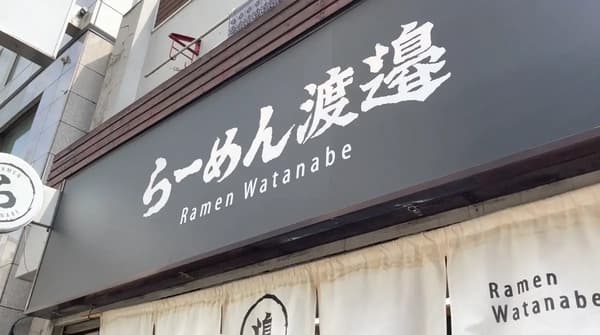 らーめん渡邉
Ramen Watanabe
Ramen
Watanabe